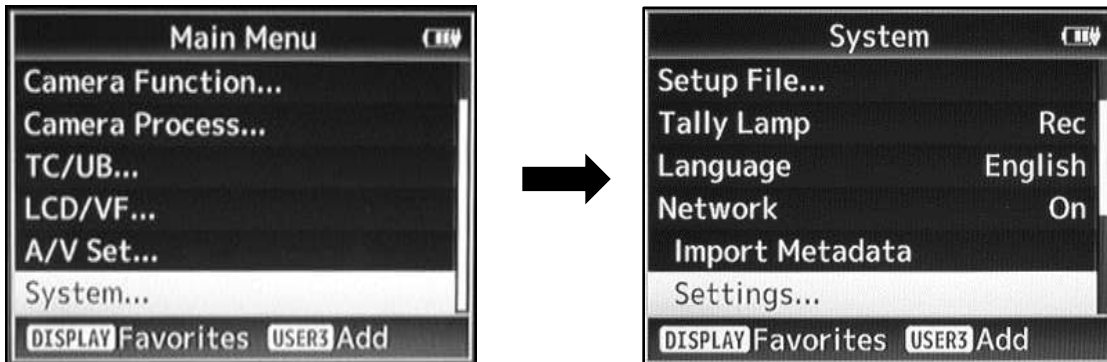 Main Menu
Camera Function...
Camera Process...
TC/UB...
LCD/VF...
A/V Set...
System...
DISPLAY Favorites USER3 Add
System
Setup File...
Tally Lamp Rec
Language English
Network On
Import Metadata
Settings...
DISPLAY Favorites USER3 Add